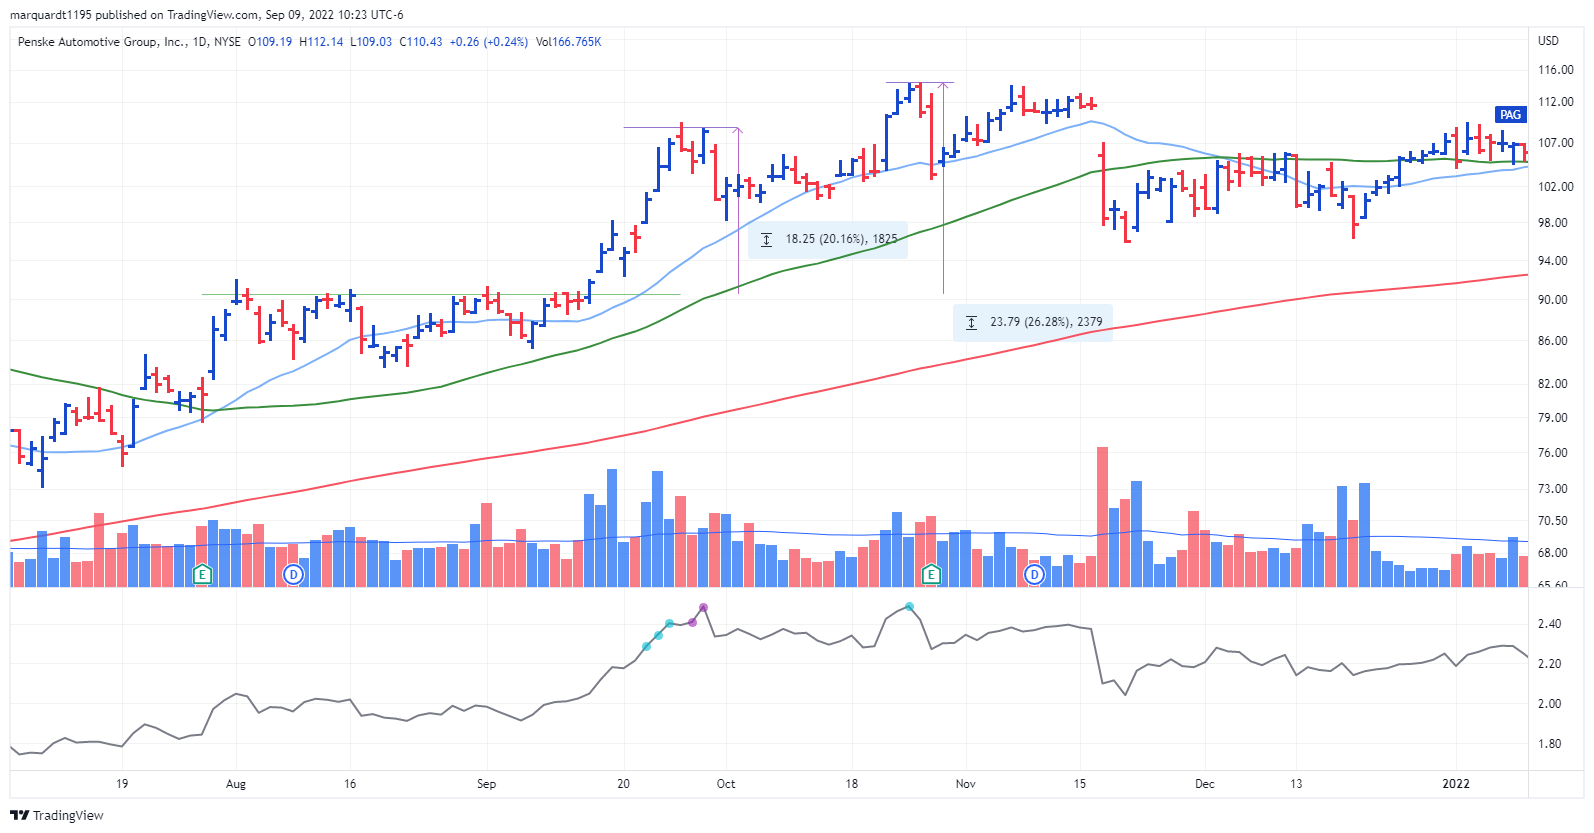 marquardt1195 published on TradingView.com, Sep 09, 2022 10:23 UTC-6
Penske Automotive Group, Inc., 1D, NYSE O109.19 H112.14 L109.03 C110.43 +0.26 (+0.24%) Vol166.765K
USD
116.00
112.00
PAG
107.00
102.00
98.00
18.25 (20.16%), 1825
94.00
90.00
23.79 (26.28%), 2379
86.00
82.00
79.00
76.00
73.00
70.50
68.00
E
D
E
D
65.60
2.40
2.20
2.00
1.80
19 Aug 16 Sep 20 Oct 18 Nov 15 Dec 13 2022
TradingView